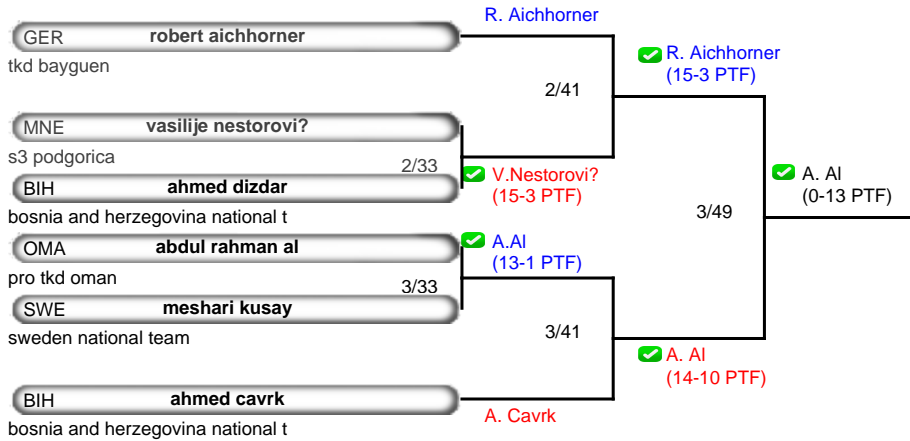 R. Aichhorner
GER robert aichhorner
tkd bayguen
R. Aichhorner
(15-3 PTF)
2/41
MNE vasilije nestorovi?
s3 podgorica
2/33
V.Nestorovi?
(15-3 PTF)
BIH ahmed dizdar
bosnia and herzegovina national t
A. Al
(0-13 PTF)
3/49
OMA abdul rahman al
pro tkd oman
A.Al
(13-1 PTF)
3/33
SWE meshari kusay
sweden national team
3/41
A. Al
(14-10 PTF)
BIH ahmed cavrk
bosnia and herzegovina national t
A. Cavrk